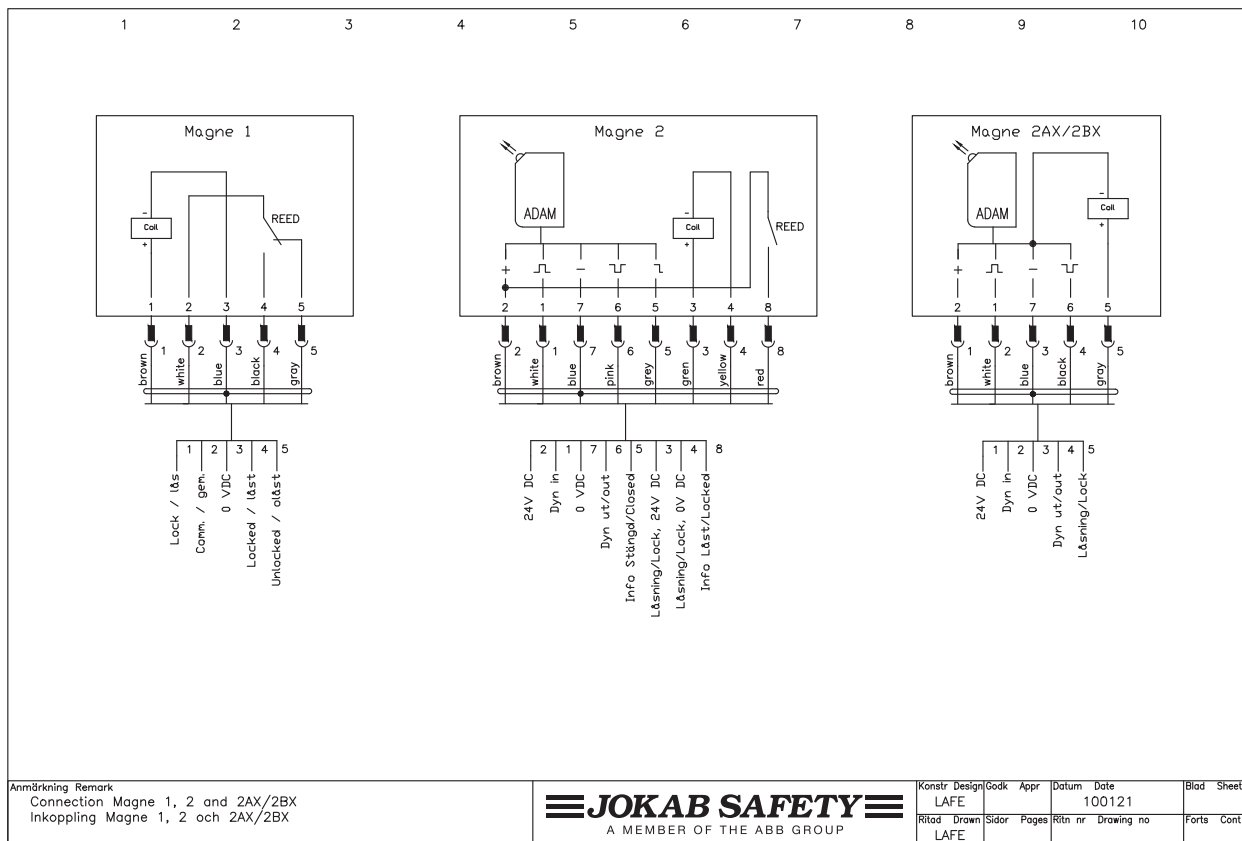 1 2 3 4 5 6 7 8 9 10
Magne 1
-
Coil
+
REED
1 2 3 4 5
1 2 3 4 5
brown white blue black gray
1 2 3 4 5
Lock / lås
Comm. / gem.
0 VDC
Locked / låst
Unlocked / olåst
Magne 2
ADAM
-
Coil
+
REED
+ -
2 1 7 6 5 3 4 8
2 1 7 6 5 3 4 8
brown white blue pink grey gren yellow red
2 1 7 6 5 3 4 8
24V DC
Dyn in
0 VDC
Dyn ut/out
Info Stängd/Closed
Låsning/Lock, 24V DC
Låsning/Lock, 0V DC
Info Låst/Locked
Magne 2AX/2BX
ADAM
-
Coil
+
+ -
2 1 7 6 5
1 2 3 4 5
brown white blue black gray
1 2 3 4 5
24V DC
Dyn in
0 VDC
Dyn ut/out
Låsning/Lock
Anmärkning Remark
Connection Magne 1, 2 and 2AX/2BX
Inkoppling Magne 1, 2 och 2AX/2BX
JOKAB SAFETY
A MEMBER OF THE ABB GROUP
Konstr Design Godk Appr Datum Date Blad Sheet
LAFE 100121
Ritad Drawn Sidor Pages Ritn nr Drawing no Forts Cont
LAFE